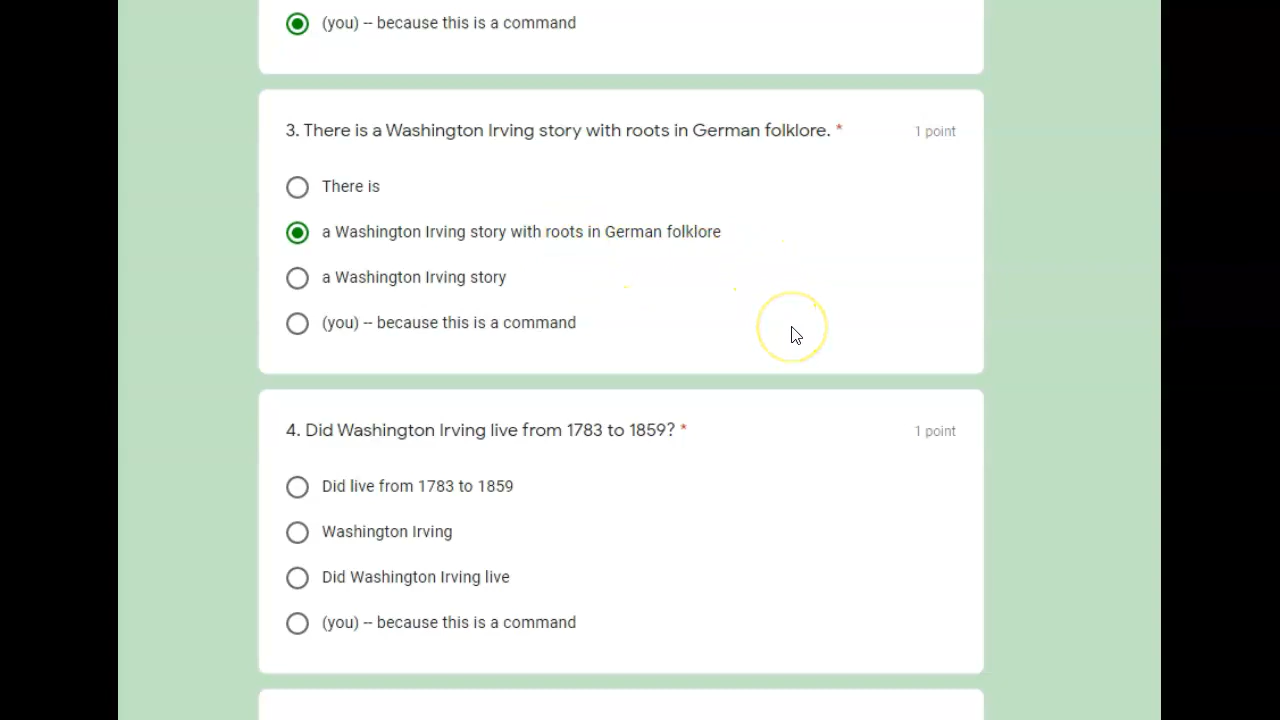 (you) -- because this is a command
3. There is a Washington Irving story with roots in German folklore. *
1 point
There is
a Washington Irving story with roots in German folklore
a Washington Irving story
(you) -- because this is a command
4. Did Washington Irving live from 1783 to 1859? *
1 point
Did live from 1783 to 1859
Washington Irving
Did Washington Irving live
(you) -- because this is a command